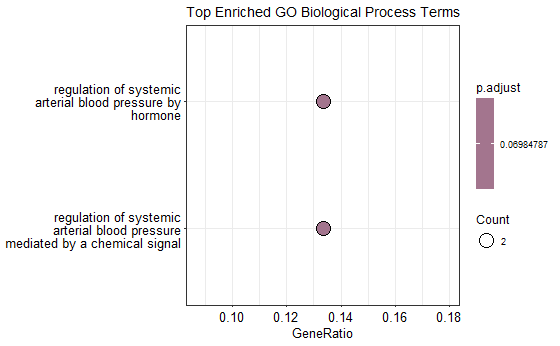 Top Enriched GO Biological Process Terms
regulation of systemic
arterial blood pressure by
hormone
regulation of systemic
arterial blood pressure
mediated by a chemical signal
0.10 0.12 0.14 0.16 0.18
GeneRatio
p.adjust
0.06984787
Count
2